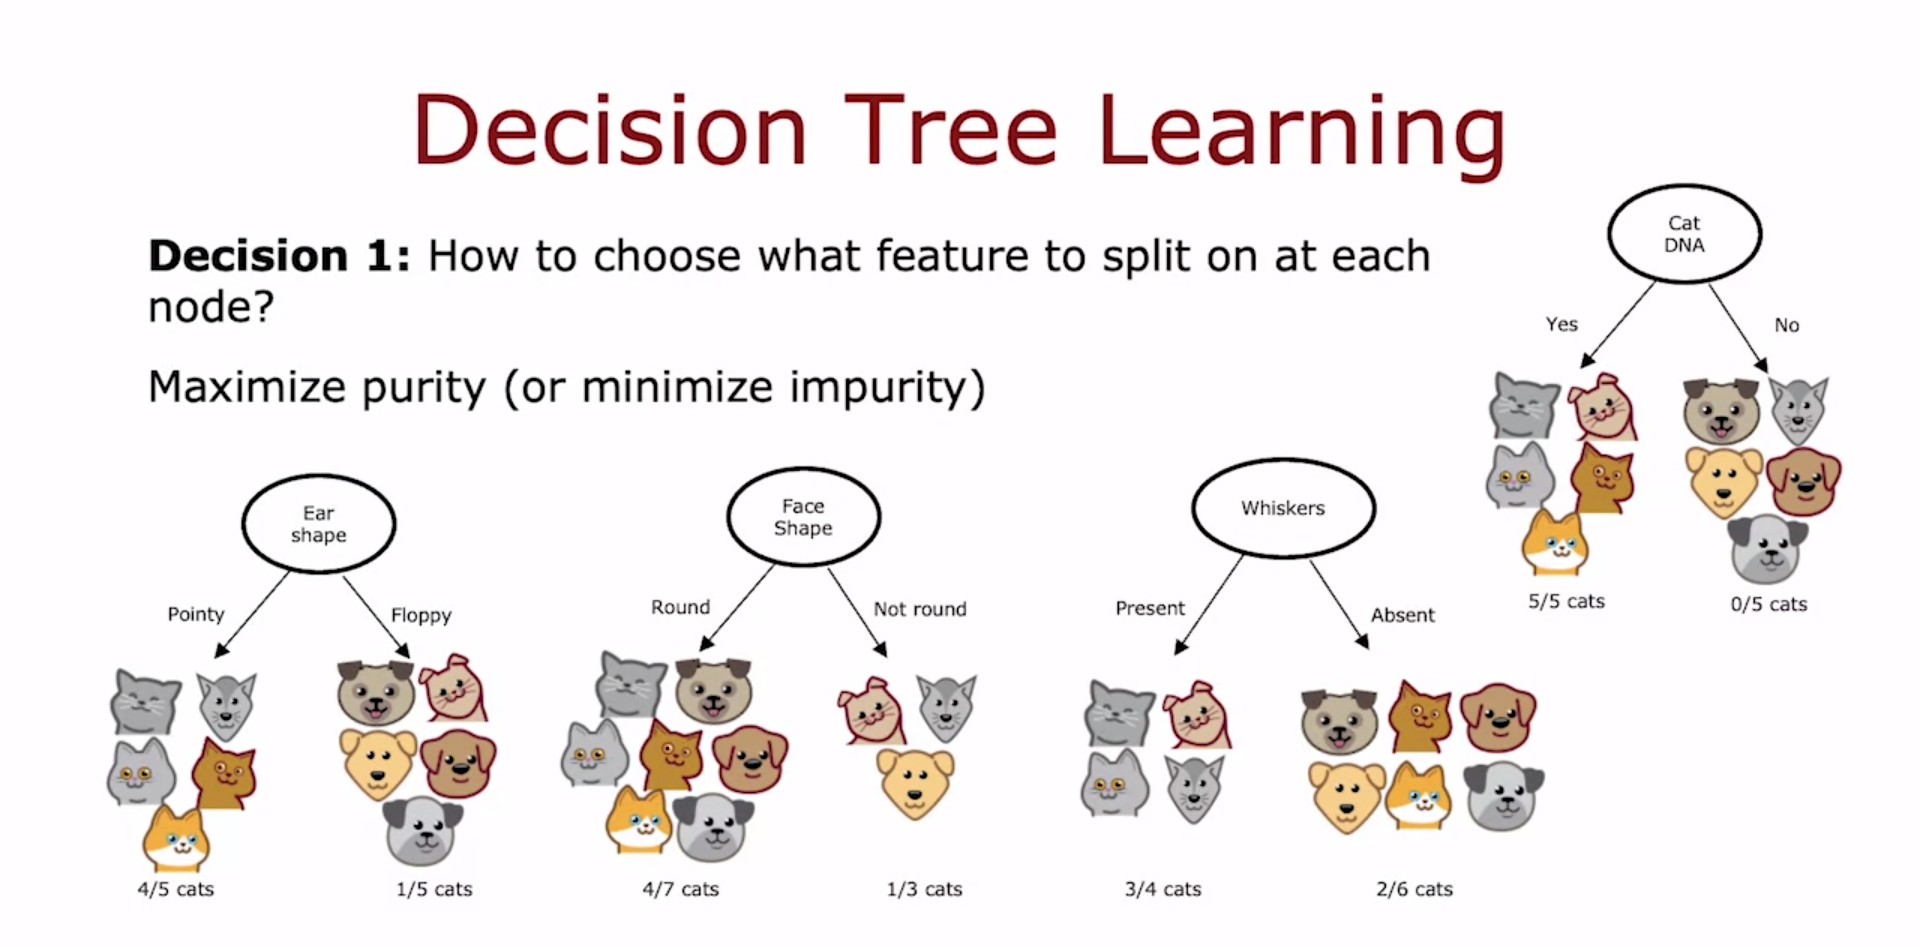 Decision Tree Learning
Decision 1: How to choose what feature to split on at each
node?
Maximize purity (or minimize impurity)
Cat
DNA
Yes
No
5/5 cats
0/5 cats
Ear
shape
Pointy
Floppy
4/5 cats
1/5 cats
Face
Shape
Round
Not round
4/7 cats
1/3 cats
Whiskers
Present
Absent
3/4 cats
2/6 cats